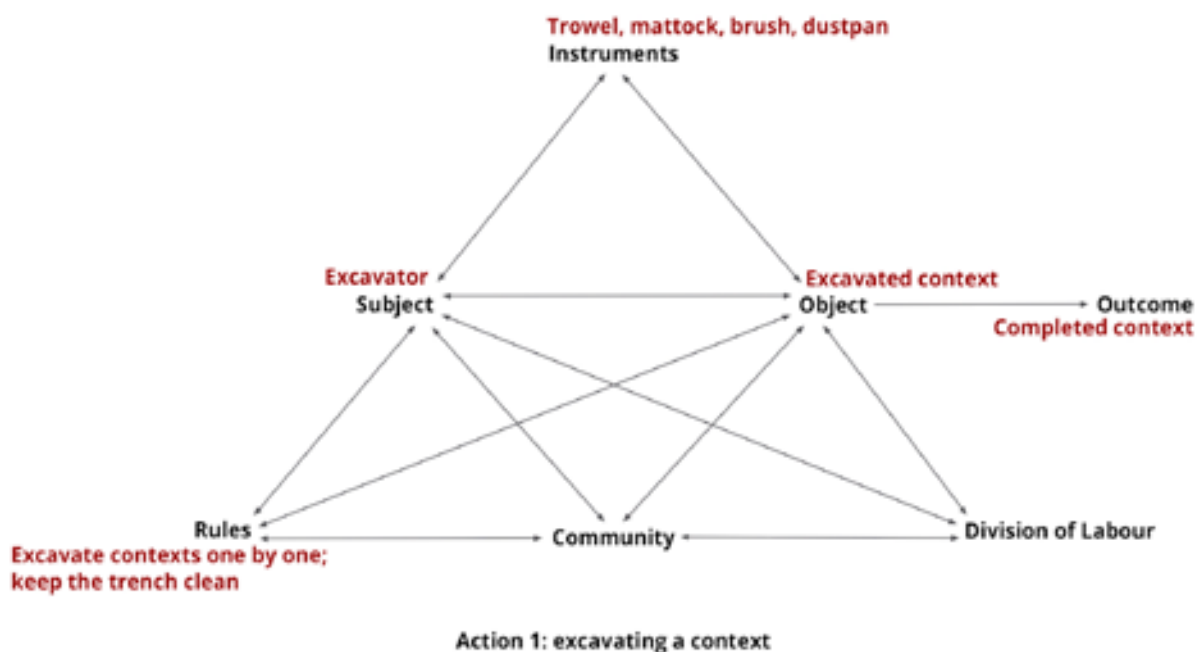 Trowel, mattock, brush, dustpan
Instruments
Excavator
Subject
Excavated context
Object
Outcome
Completed context
Rules
Excavate contexts one by one;
keep the trench clean
Community
Division of Labour
Action 1: excavating a context